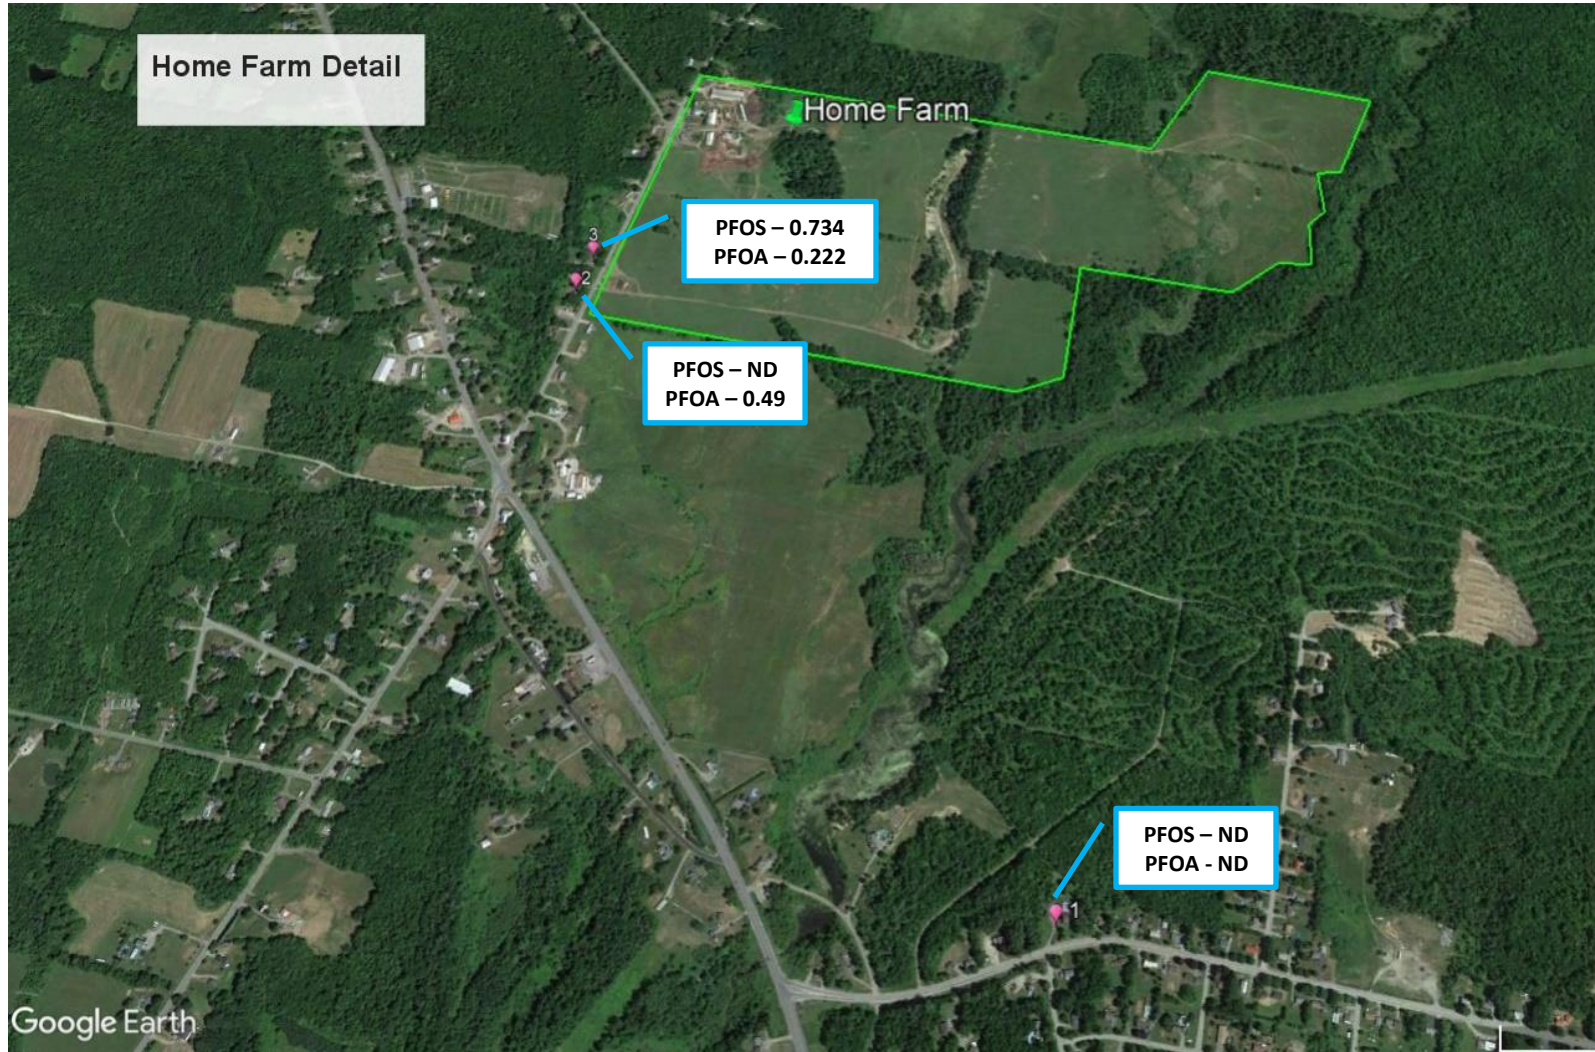 Home Farm Detail
Home Farm
3
PFOS – 0.734
PFOA – 0.222
2
PFOS – ND
PFOA – 0.49
PFOS – ND
PFOA - ND
1
Google Earth